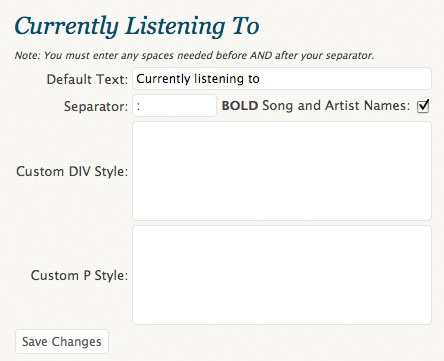 Currently Listening To
Note: You must enter any spaces needed before AND after your separator.
Default Text: Currently listening to
Separator: : BOLD Song and Artist Names:
Custom DIV Style:
Custom P Style:
Save Changes